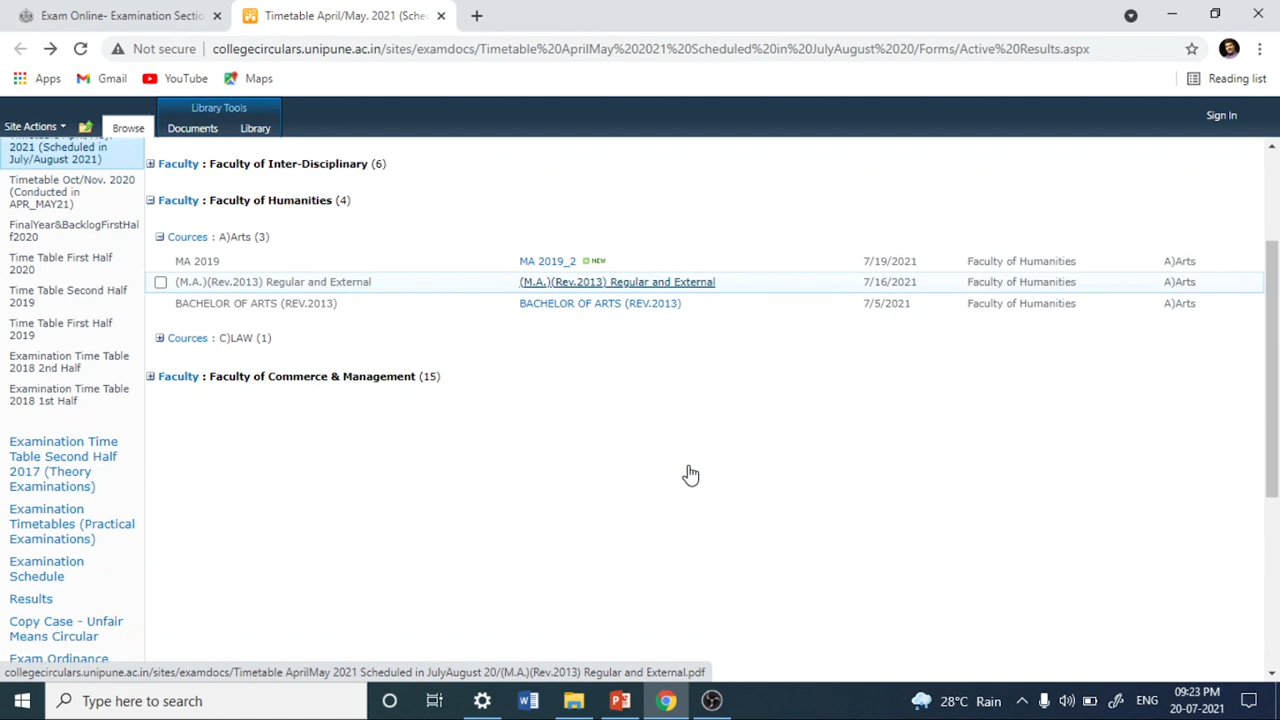 Exam Online- Examination Sectio
Timetable April/May. 2021 (Sche
Not secure
collegecirculars.unipune.ac.in/sites/examdocs/Timetable%20AprilMay%202021%20Scheduled%20in%20JulyAugust%2020/Forms/Active%20Results.aspx
Apps
Gmail
YouTube
Maps
Reading list
Library Tools
Site Actions
Browse
Documents
Library
Sign In
2021 (Scheduled in
July/August 2021)
Timetable Oct/Nov. 2020
(Conducted in
APR_MAY21)
FinalYear&BacklogFirstHal
f2020
Time Table First Half
2020
Time Table Second Half
2019
Time Table First Half
2019
Examination Time Table
2018 2nd Half
Examination Time Table
2018 1st Half
Examination Time
Table Second Half
2017 (Theory
Examinations)
Examination
Timetables (Practical
Examinations)
Examination
Schedule
Results
Copy Case - Unfair
Means Circular
Exam Ordinance
Faculty : Faculty of Inter-Disciplinary (6)
Faculty : Faculty of Humanities (4)
Cources : A)Arts (3)
MA 2019 MA 2019_2 NEW 7/19/2021 Faculty of Humanities A)Arts
(M.A.)(Rev.2013) Regular and External (M.A.)(Rev.2013) Regular and External 7/16/2021 Faculty of Humanities A)Arts
BACHELOR OF ARTS (REV.2013) BACHELOR OF ARTS (REV.2013) 7/5/2021 Faculty of Humanities A)Arts
Cources : C)LAW (1)
Faculty : Faculty of Commerce & Management (15)
collegecirculars.unipune.ac.in/sites/examdocs/Timetable AprilMay 2021 Scheduled in JulyAugust 20/(M.A.)(Rev.2013) Regular and External.pdf
Type here to search
28°C Rain
ENG
09:23 PM
20-07-2021